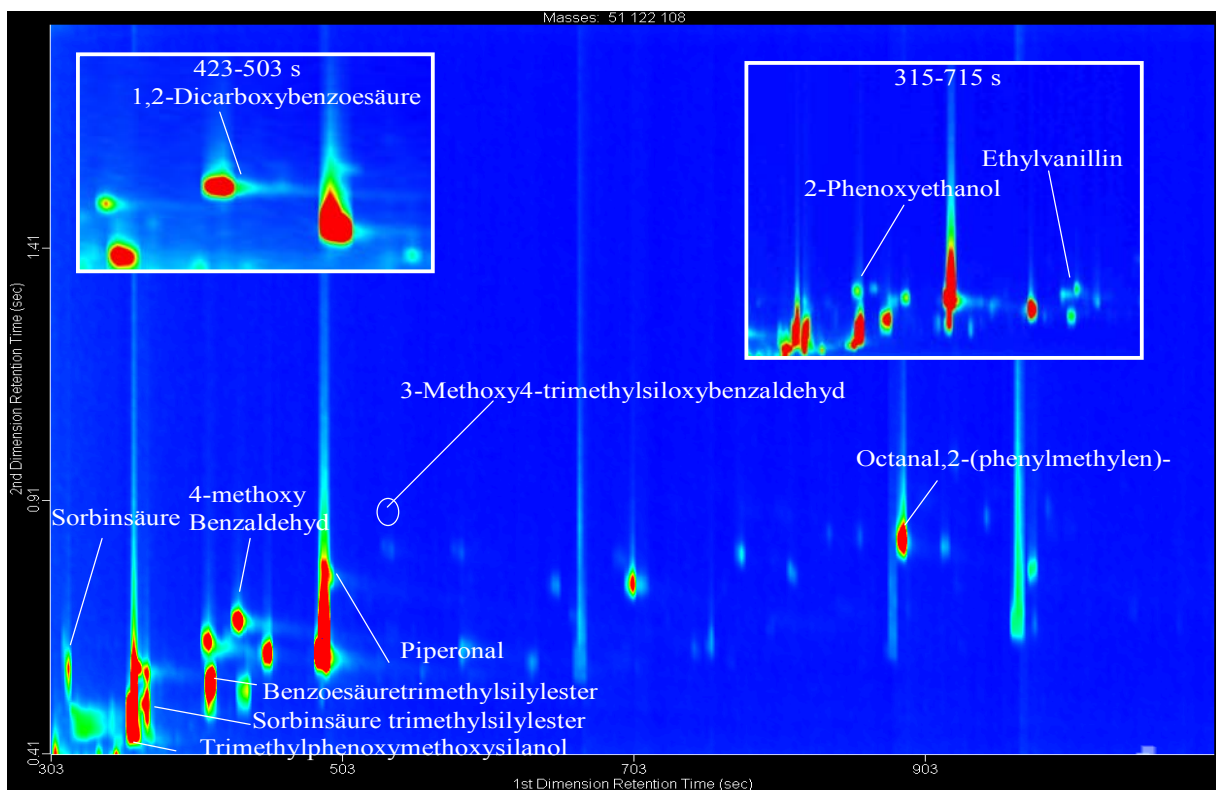 Masses: 51 122 108
423-503 s
1,2-Dicarboxybenzoesäure
315-715 s
Ethylvanillin
2-Phenoxyethanol
1.41
2nd Dimension Retention Time (sec)
3-Methoxy4-trimethylsiloxybenzaldehyd
Octanal,2-(phenylmethylen)-
0.91
4-methoxy
Benzaldehyd
Sorbinsäure
Piperonal
Benzoesäuretrimethylsilylester
Sorbinsäure trimethylsilylester
Trimethylphenoxymethoxysilanol
0.41
303 503 703 903
1st Dimension Retention Time (sec)